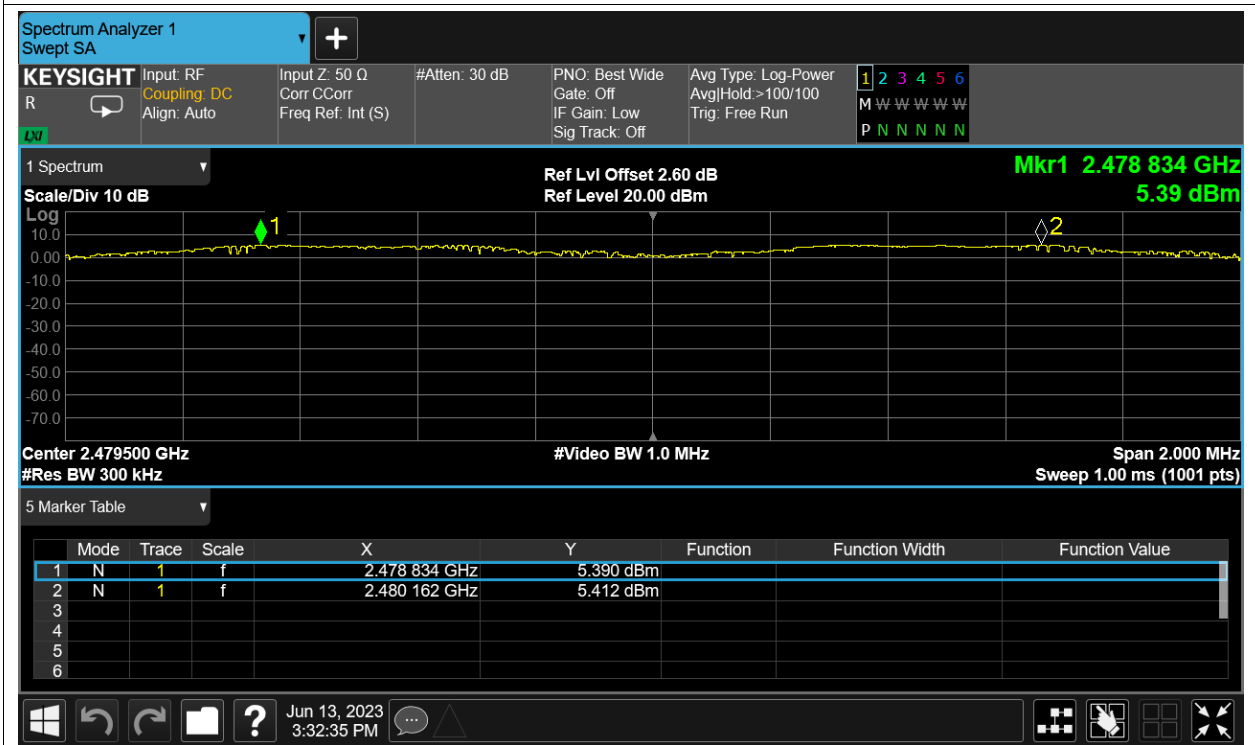 Spectrum Analyzer 1
Swept SA
KEYSIGHT Input: RF Input Z: 50 Ω #Atten: 30 dB PNO: Best Wide Avg Type: Log-Power 1 2 3 4 5 6
R Coupling: DC Corr CCorr Gate: Off Avg|Hold:>100/100 M W W W W W
Align: Auto Freq Ref: Int (S) IF Gain: Low Trig: Free Run
LXI Sig Track: Off P N N N N N
1 Spectrum Ref Lvl Offset 2.60 dB Mkr1 2.478 834 GHz
Scale/Div 10 dB Ref Level 20.00 dBm 5.39 dBm
Log
10.0 1 2
0.00
-10.0
-20.0
-30.0
-40.0
-50.0
-60.0
-70.0
Center 2.479500 GHz #Video BW 1.0 MHz Span 2.000 MHz
#Res BW 300 kHz Sweep 1.00 ms (1001 pts)
5 Marker Table
Mode Trace Scale X Y Function Function Width Function Value
1 N 1 f 2.478 834 GHz 5.390 dBm
2 N 1 f 2.480 162 GHz 5.412 dBm
3
4
5
6
? Jun 13, 2023
3:32:35 PM